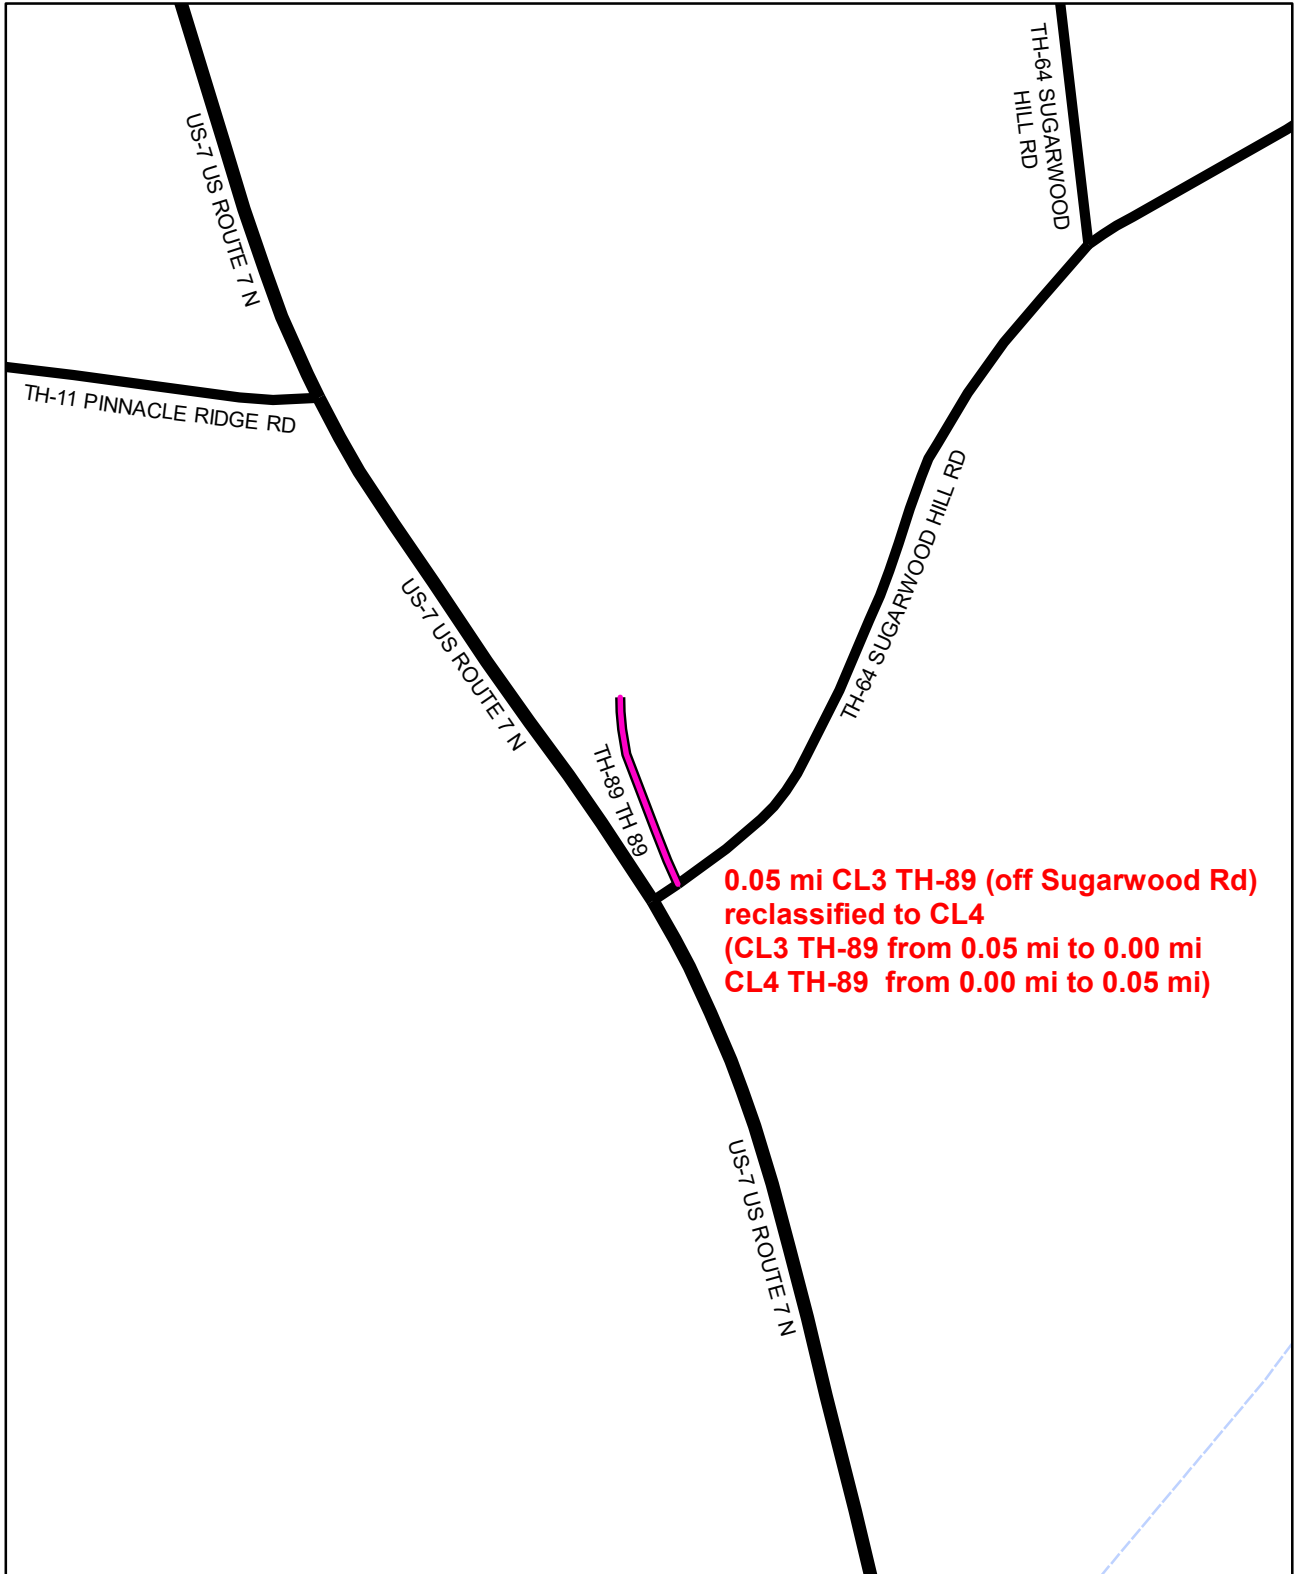 TH-64 SUGARWOOD
HILL RD
US-7 US ROUTE 7 N
TH-11 PINNACLE RIDGE RD
TH-64 SUGARWOOD HILL RD
US-7 US ROUTE 7 N
TH-89 TH 89
0.05 mi CL3 TH-89 (off Sugarwood Rd)
reclassified to CL4
(CL3 TH-89 from 0.05 mi to 0.00 mi
CL4 TH-89  from 0.00 mi to 0.05 mi)
US-7 US ROUTE 7 N